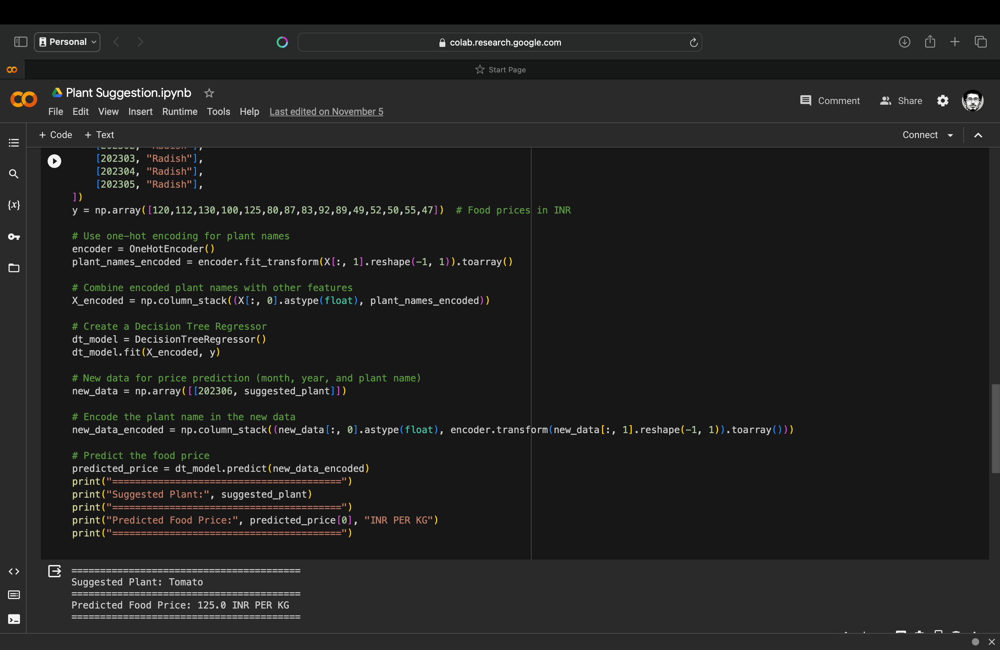 Personal
colab.research.google.com
Start Page
Plant Suggestion.ipynb
Comment
Share
File Edit View Insert Runtime Tools Help Last edited on November 5
+ Code + Text
Connect
[202302, "Radish"],
[202303, "Radish"],
[202304, "Radish"],
[202305, "Radish"],
])
y = np.array([120,112,130,100,125,80,87,83,92,89,49,52,50,55,47]) # Food prices in INR
# Use one-hot encoding for plant names
encoder = OneHotEncoder()
plant_names_encoded = encoder.fit_transform(X[:, 1].reshape(-1, 1)).toarray()
# Combine encoded plant names with other features
X_encoded = np.column_stack((X[:, 0].astype(float), plant_names_encoded))
# Create a Decision Tree Regressor
dt_model = DecisionTreeRegressor()
dt_model.fit(X_encoded, y)
# New data for price prediction (month, year, and plant name)
new_data = np.array([[202306, suggested_plant]])
# Encode the plant name in the new data
new_data_encoded = np.column_stack((new_data[:, 0].astype(float), encoder.transform(new_data[:, 1].reshape(-1, 1)).toarray()))
# Predict the food price
predicted_price = dt_model.predict(new_data_encoded)
print("========================================")
print("Suggested Plant:", suggested_plant)
print("========================================")
print("Predicted Food Price:", predicted_price[0], "INR PER KG")
print("========================================")
========================================
Suggested Plant: Tomato
========================================
Predicted Food Price: 125.0 INR PER KG
========================================